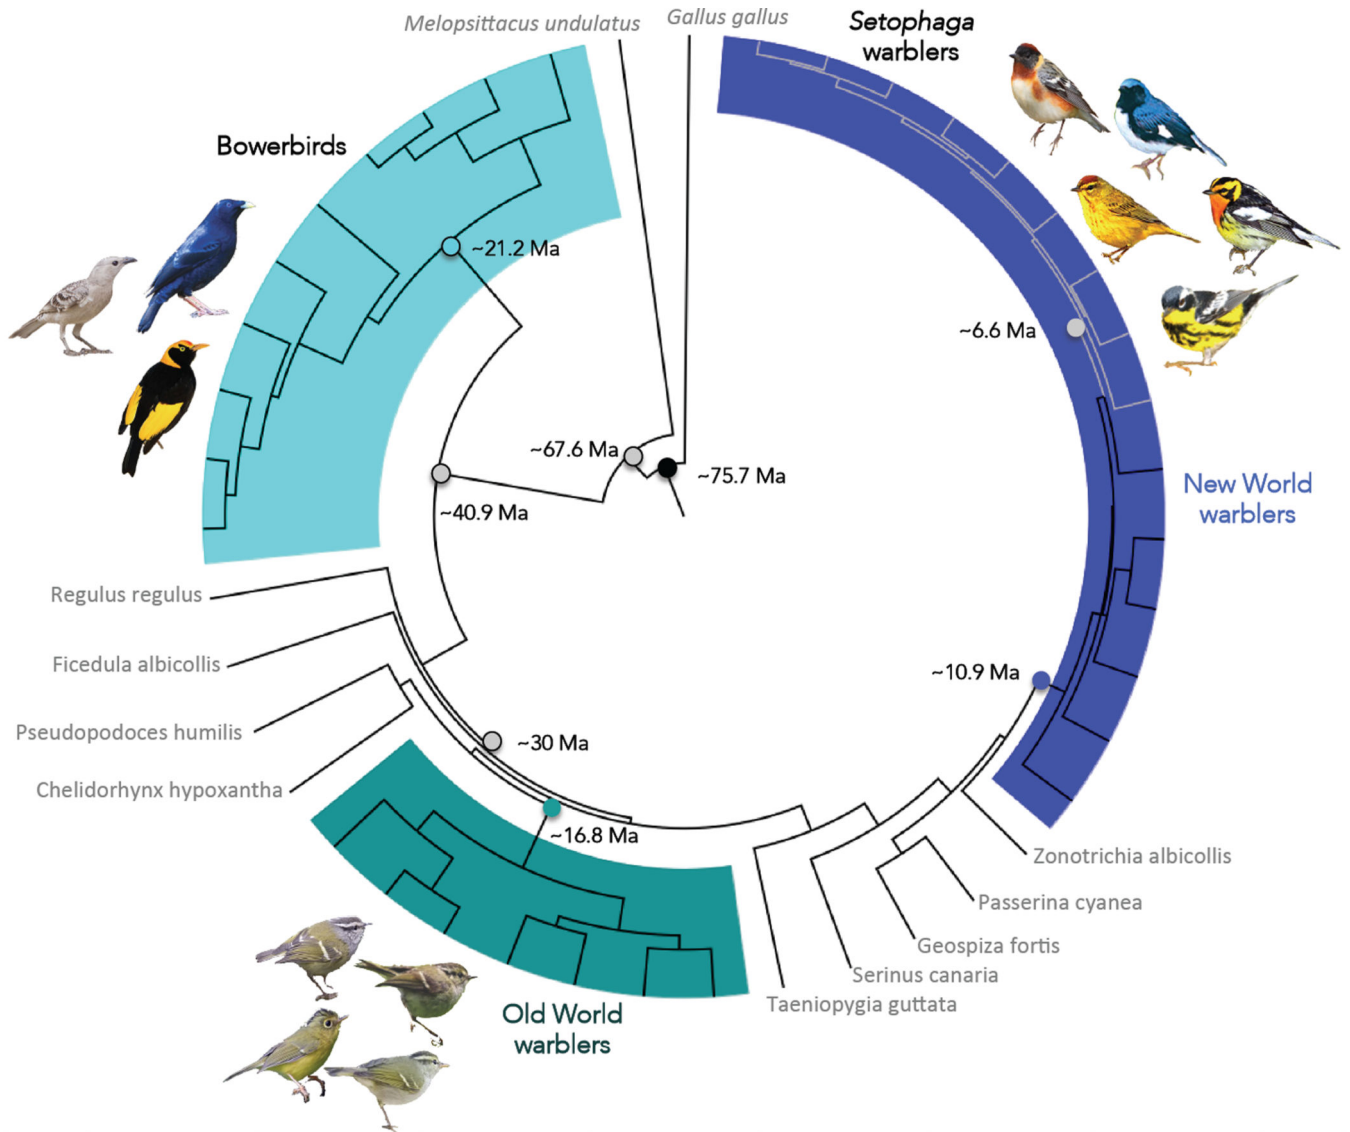 Melopsittacus undulatus
Gallus gallus
Setophaga
warblers
Bowerbirds
~21.2 Ma
~6.6 Ma
~67.6 Ma
~75.7 Ma
~40.9 Ma
New World
warblers
Regulus regulus
Ficedula albicollis
~10.9 Ma
Pseudopodoces humilis
~30 Ma
Chelidorhynx hypoxantha
~16.8 Ma
Zonotrichia albicollis
Passerina cyanea
Geospiza fortis
Serinus canaria
Taeniopygia guttata
Old World
warblers